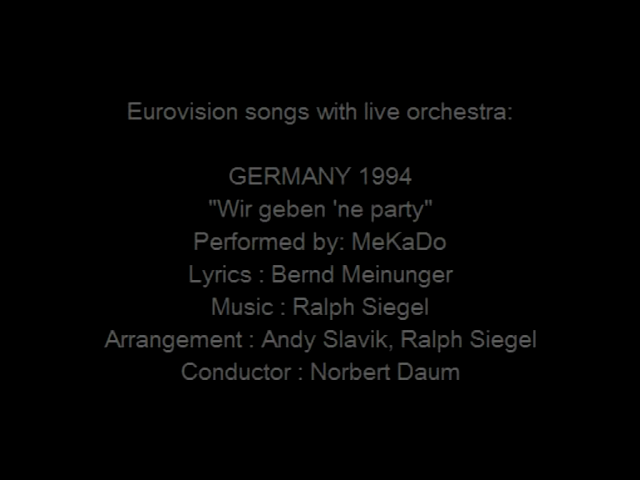 Eurovision songs with live orchestra:
GERMANY 1994
"Wir geben 'ne party"
Performed by: MeKaDo
Lyrics : Bernd Meinunger
Music : Ralph Siegel
Arrangement : Andy Slavik, Ralph Siegel
Conductor : Norbert Daum